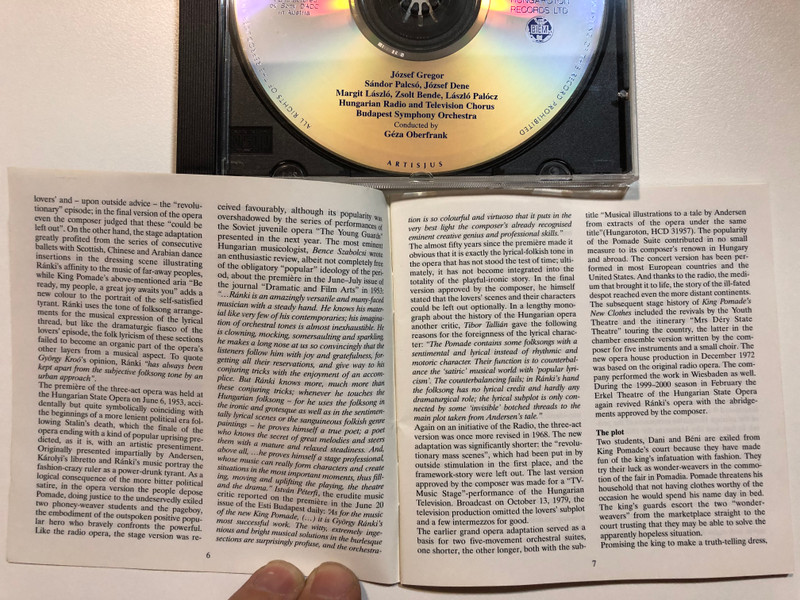 HUNGAROTON
RECORDS LTD
BIEM
József Gregor
Sándor Palcsó, József Dene
Margit László, Zsolt Bende, László Palócz
Hungarian Radio and Television Chorus
Budapest Symphony Orchestra
Conducted by
Géza Oberfrank
ARTISJUS
ALL RIGHTS OF
RECORD PROHIBITED
lovers' and – upon outside advice – the "revolu-
tionary" episode; in the final version of the opera
even the composer judged that these "could be
left out". On the other hand, the stage adaptation
greatly profited from the series of consecutive
ballets with Scottish, Chinese and Arabian dance
insertions in the dressing scene illustrating
Ránki's affinity to the music of far-away peoples,
while King Pomade's above-mentioned aria "Be
ready, my people, a great joy awaits you" adds a
new colour to the portrait of the self-satisfied
tyrant. Ránki uses the tone of folksong arrange-
ments for the musical expression of the lyrical
thread, but like the dramaturgic fiasco of the
lovers' episode, the folk lyricism of these sections
failed to become an organic part of the opera's
other layers from a musical aspect. To quote
György Kroó's opinion, Ránki "has been always
kept apart from the subjective folksong tone by an
urban approach".
The première of the three-act opera was held at
the Hungarian State Opera on June 6, 1953, acci-
dentally but quite symbolically coinciding with
the beginnings of a more lenient political era fol-
lowing Stalin's death, which the finale of the
opera ending with a kind of popular uprising pre-
dicted, as it is, with an artistic presentiment.
Originally presented impartially by Andersen,
Károlyi's libretto and Ránki's music portray the
fashion-crazy ruler as a power-drunk tyrant. As a
logical consequence of the more bitter political
satire, in the opera version the people depose
Pomade, doing justice to the undeservedly exiled
two phoney-weaver students and the pageboy,
the embodiment of the outspoken positive popu-
lar hero who bravely confronts the powerful.
Like the radio opera, the stage version was re-
6
ceived favourably, although its popularity was
overshadowed by the series of performances of
the Soviet juvenile opera "The Young Guard"
presented in the next year. The most eminent
Hungarian musicologist, Bence Szabolcsi wrote
an enthusiastic review, albeit not completely free
of the obligatory "popular" ideology of the peri-
od, about the première in the June–July issue of
the journal "Dramatic and Film Arts" in 1953:
"…Ránki is an amazingly versatile and many-faced
musician with a steady hand. He knows his mate-
rial like very few of his contemporaries; his imagina-
tion of orchestral tones is almost inexhaustible. He
is clowning, mocking, somersaulting and sparkling,
he makes a long nose at us so convincingly that the
listeners follow him with joy and gratefulness, for-
getting all their reservations, and give way to his
conjuring tricks with the enjoyment of an accom-
plice. But Ránki knows more, much more than
these conjuring tricks; whenever he touches the
Hungarian folksong – for he uses the folksong in
the ironic and grotesque as well as in the sentimen-
tally lyrical scenes or the sanguineous folkish genre
paintings – he proves himself a true poet; a poet
who knows the secret of great melodies and steers
them with a mature and relaxed steadiness. And,
above all, …he proves himself a stage professional,
whose music can really form characters and create
situations in the most important moments, thus fill-
ing, moving and uplifting the playing, the theatre
and the drama." István Péterfi, the erudite music
critic reported on the première in the June 20
issue of the Esti Budapest daily: "As for the music
of the new King Pomade, (…) it is György Ránki's
most successful work. The witty, extremely inge-
nious and bright musical solutions in the burlesque
sections are surprisingly profuse, and the orchestra-
tion is so colourful and virtuoso that it puts in the
very best light the composer's already recognised
eminent creative genius and professional skills."
The almost fifty years since the première made it
obvious that it is exactly the lyrical-folkish tone in
the opera that has not stood the test of time; ulti-
mately, it has not become integrated into the
totality of the playful-ironic story. In the final
version approved by the composer, he himself
stated that the lovers' scenes and their characters
could be left out optionally. In a lengthy mono-
graph about the history of the Hungarian opera
another critic, Tibor Tallián gave the following
reasons for the foreignness of the lyrical charac-
ter: "The Pomade contains some folksongs with a
sentimental and lyrical instead of rhythmic and
motoric character. Their function is to counterbal-
ance the 'satiric' musical world with 'popular lyri-
cism'. The counterbalancing fails; in Ránki's hand
the folksong has no lyrical credit and hardly any
dramaturgical role; the lyrical subplot is only con-
nected by some 'invisible' botched threads to the
main plot taken from Andersen's tale."
Again on an initiative of the Radio, the three-act
version was once more revised in 1968. The new
adaptation was significantly shorter; the "revolu-
tionary mass scenes", which had been put in by
outside stimulation in the first place, and the
framework-story were left out. The last version
approved by the composer was made for a "TV-
Music Stage"-performance of the Hungarian
Television. Broadcast on October 13, 1979, the
television production omitted the lovers' subplot
and a few intermezzos for good.
The earlier grand opera adaptation served as a
basis for two five-movement orchestral suites,
one shorter, the other longer, both with the sub-
title "Musical illustrations to a tale by Andersen
from extracts of the opera under the same
title"(Hungaroton, HCD 31957). The popularity
of the Pomade Suite contributed in no small
measure to its composer's renown in Hungary
and abroad. The concert version has been per-
formed in most European countries and the
United States. And thanks to the radio, the medi-
um that brought it to life, the story of the ill-fated
despot reached even the more distant continents.
The subsequent stage history of King Pomade's
New Clothes included the revivals by the Youth
Theatre and the itinerary "Mrs Déry State
Theatre" touring the country, the latter in the
chamber ensemble version written by the com-
poser for five instruments and a small choir. The
new opera house production in December 1972
was based on the original radio opera. The com-
pany performed the work in Wiesbaden as well.
During the 1999–2000 season in February the
Erkel Theatre of the Hungarian State Opera
again revived Ránki's opera with the abridge-
ments approved by the composer.
The plot
Two students, Dani and Béni are exiled from
King Pomade's court because they have made
fun of the king's infatuation with fashion. They
try their luck as wonder-weavers in the commo-
tion of the fair in Pomadia. Pomade threatens his
household that not having clothes worthy of the
occasion he would spend his name day in bed.
The king's guards escort the two "wonder-
weavers" from the marketplace straight to the
court trusting that they may be able to solve the
apparently hopeless situation.
Promising the king to make a truth-telling dress,
7